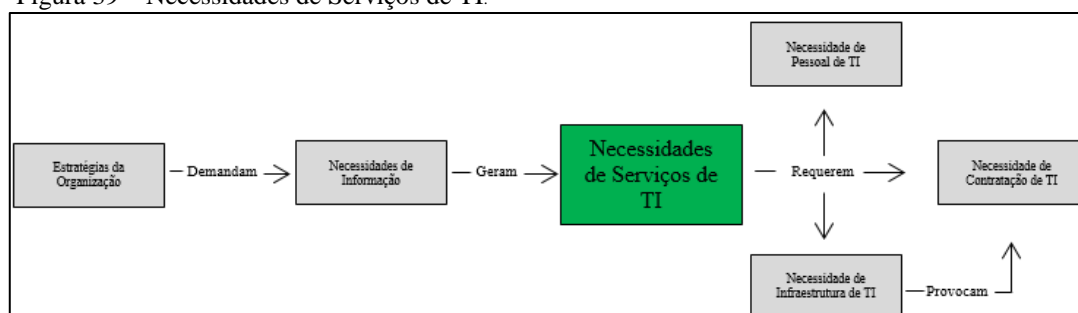 Figura 39 – Necessidades de Serviços de TI.
Necessidade de
Pessoal de TI
Estratégias da
Organização
Demandam
Necessidades de
Informação
Geram
Necessidades
de Serviços de
TI
Requerem
Necessidade de
Contratação de TI
Necessidade de
Infraestrutura de TI
Provocam